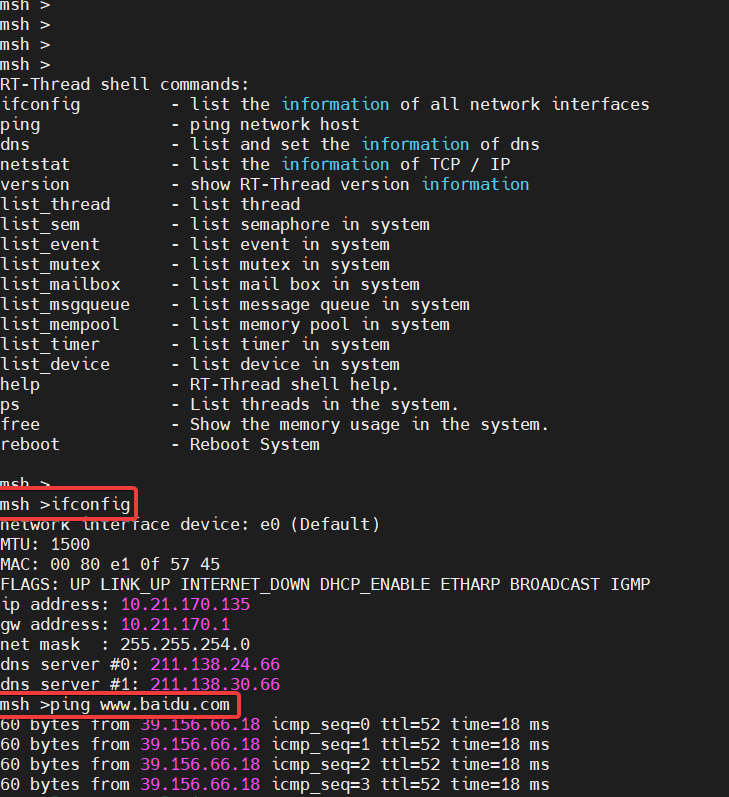 msh >
msh >
msh >
msh >
RT-Thread shell commands:
ifconfig         - list the information of all network interfaces
ping             - ping network host
dns              - list and set the information of dns
netstat          - list the information of TCP / IP
version          - show RT-Thread version information
list_thread      - list thread
list_sem         - list semaphore in system
list_event       - list event in system
list_mutex       - list mutex in system
list_mailbox     - list mail box in system
list_msgqueue    - list message queue in system
list_mempool     - list memory pool in system
list_timer       - list timer in system
list_device      - list device in system
help             - RT-Thread shell help.
ps               - List threads in the system.
free             - Show the memory usage in the system.
reboot           - Reboot System
msh >
msh >ifconfig
network interface device: e0 (Default)
MTU: 1500
MAC: 00 80 e1 0f 57 45
FLAGS: UP LINK_UP INTERNET_DOWN DHCP_ENABLE ETHARP BROADCAST IGMP
ip address: 10.21.170.135
gw address: 10.21.170.1
net mask  : 255.255.254.0
dns server #0: 211.138.24.66
dns server #1: 211.138.30.66
msh >ping www.baidu.com
60 bytes from 39.156.66.18 icmp_seq=0 ttl=52 time=18 ms
60 bytes from 39.156.66.18 icmp_seq=1 ttl=52 time=18 ms
60 bytes from 39.156.66.18 icmp_seq=2 ttl=52 time=18 ms
60 bytes from 39.156.66.18 icmp_seq=3 ttl=52 time=18 ms